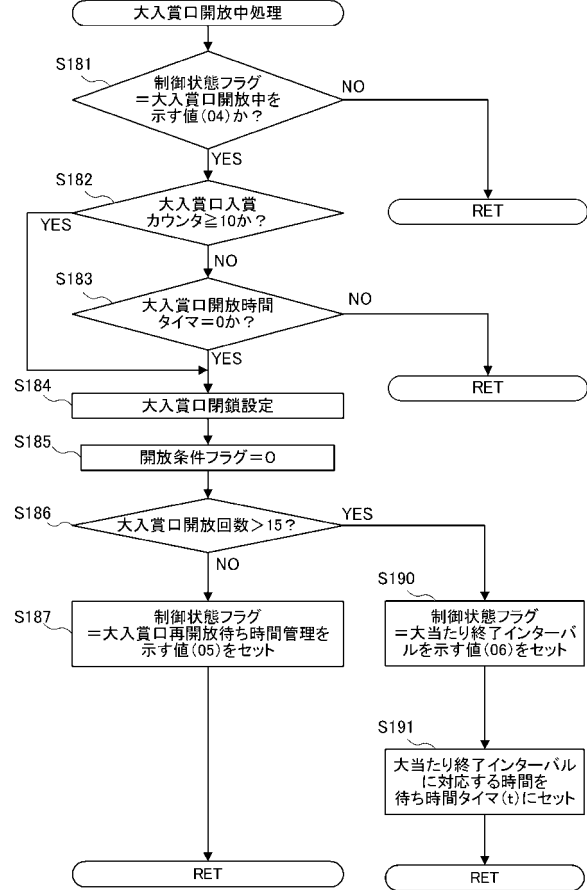 大入賞口開放中処理
S181
制御状態フラグ
＝大入賞口開放中を
示す値(04)か？
NO
YES
RET
S182
大入賞口入賞
カウンタ≧10か？
YES
NO
S183
大入賞口開放時間
タイマ＝0か？
NO
YES
RET
S184
大入賞口閉鎖設定
S185
開放条件フラグ＝0
S186
大入賞口開放回数＞15？
YES
NO
S187
制御状態フラグ
＝大入賞口再開放待ち時間管理を
示す値(05)をセット
S190
制御状態フラグ
＝大当たり終了インターバ
ルを示す値(06)をセット
S191
大当たり終了インターバル
に対応する時間を
待ち時間タイマ(t)にセット
RET
RET